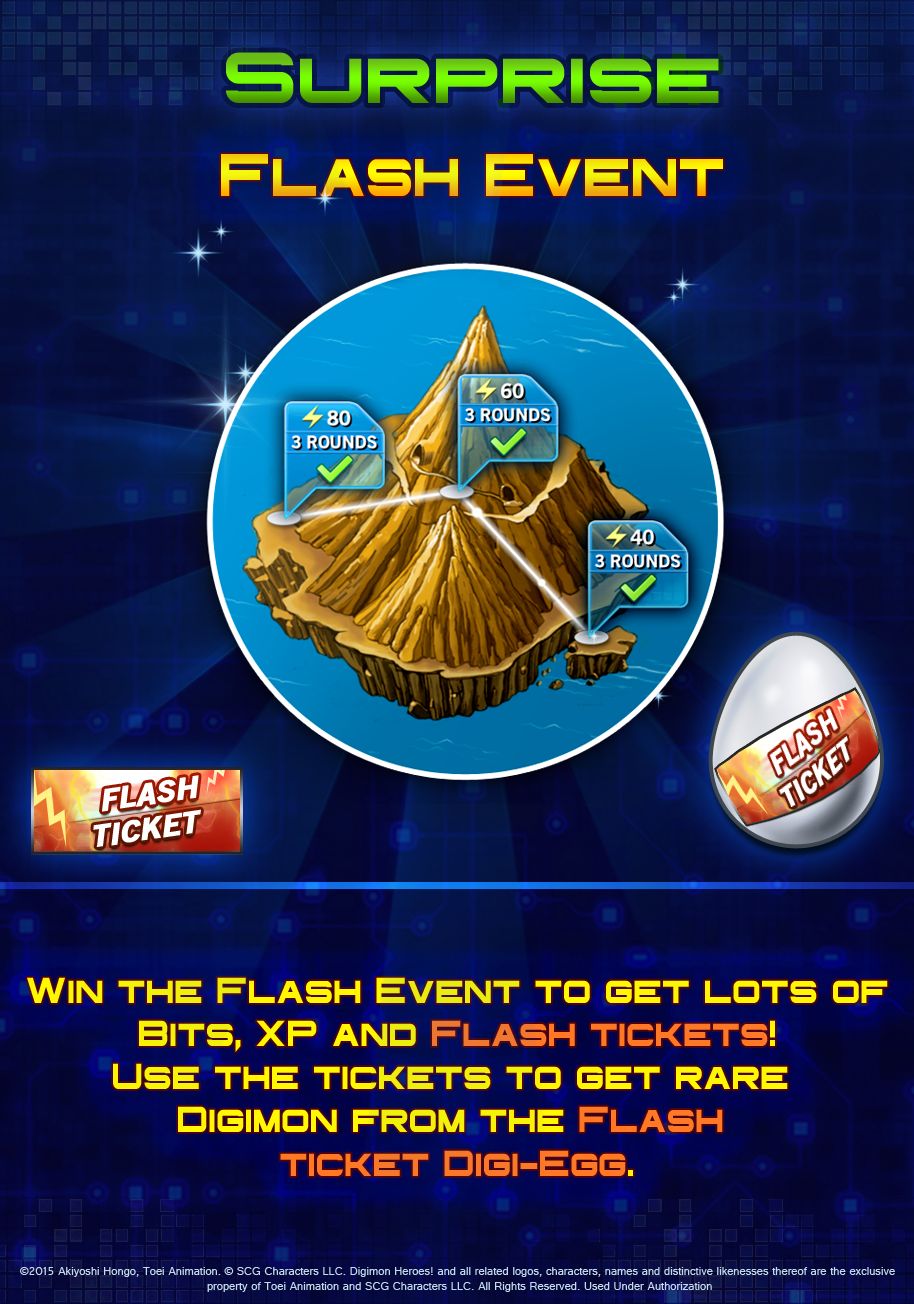 SURPRISE
FLASH EVENT
60
3 ROUNDS
80
3 ROUNDS
40
3 ROUNDS
FLASH
TICKET
FLASH
TICKET
WIN THE FLASH EVENT TO GET LOTS OF
BITS, XP AND FLASH TICKETS!
USE THE TICKETS TO GET RARE
DIGIMON FROM THE FLASH
TICKET DIGI-EGG.
©2015 Akiyoshi Hongo, Toei Animation. © SCG Characters LLC. Digimon Heroes! and all related logos, characters, names and distinctive likenesses thereof are the exclusive
property of Toei Animation and SCG Characters LLC. All Rights Reserved. Used Under Authorization